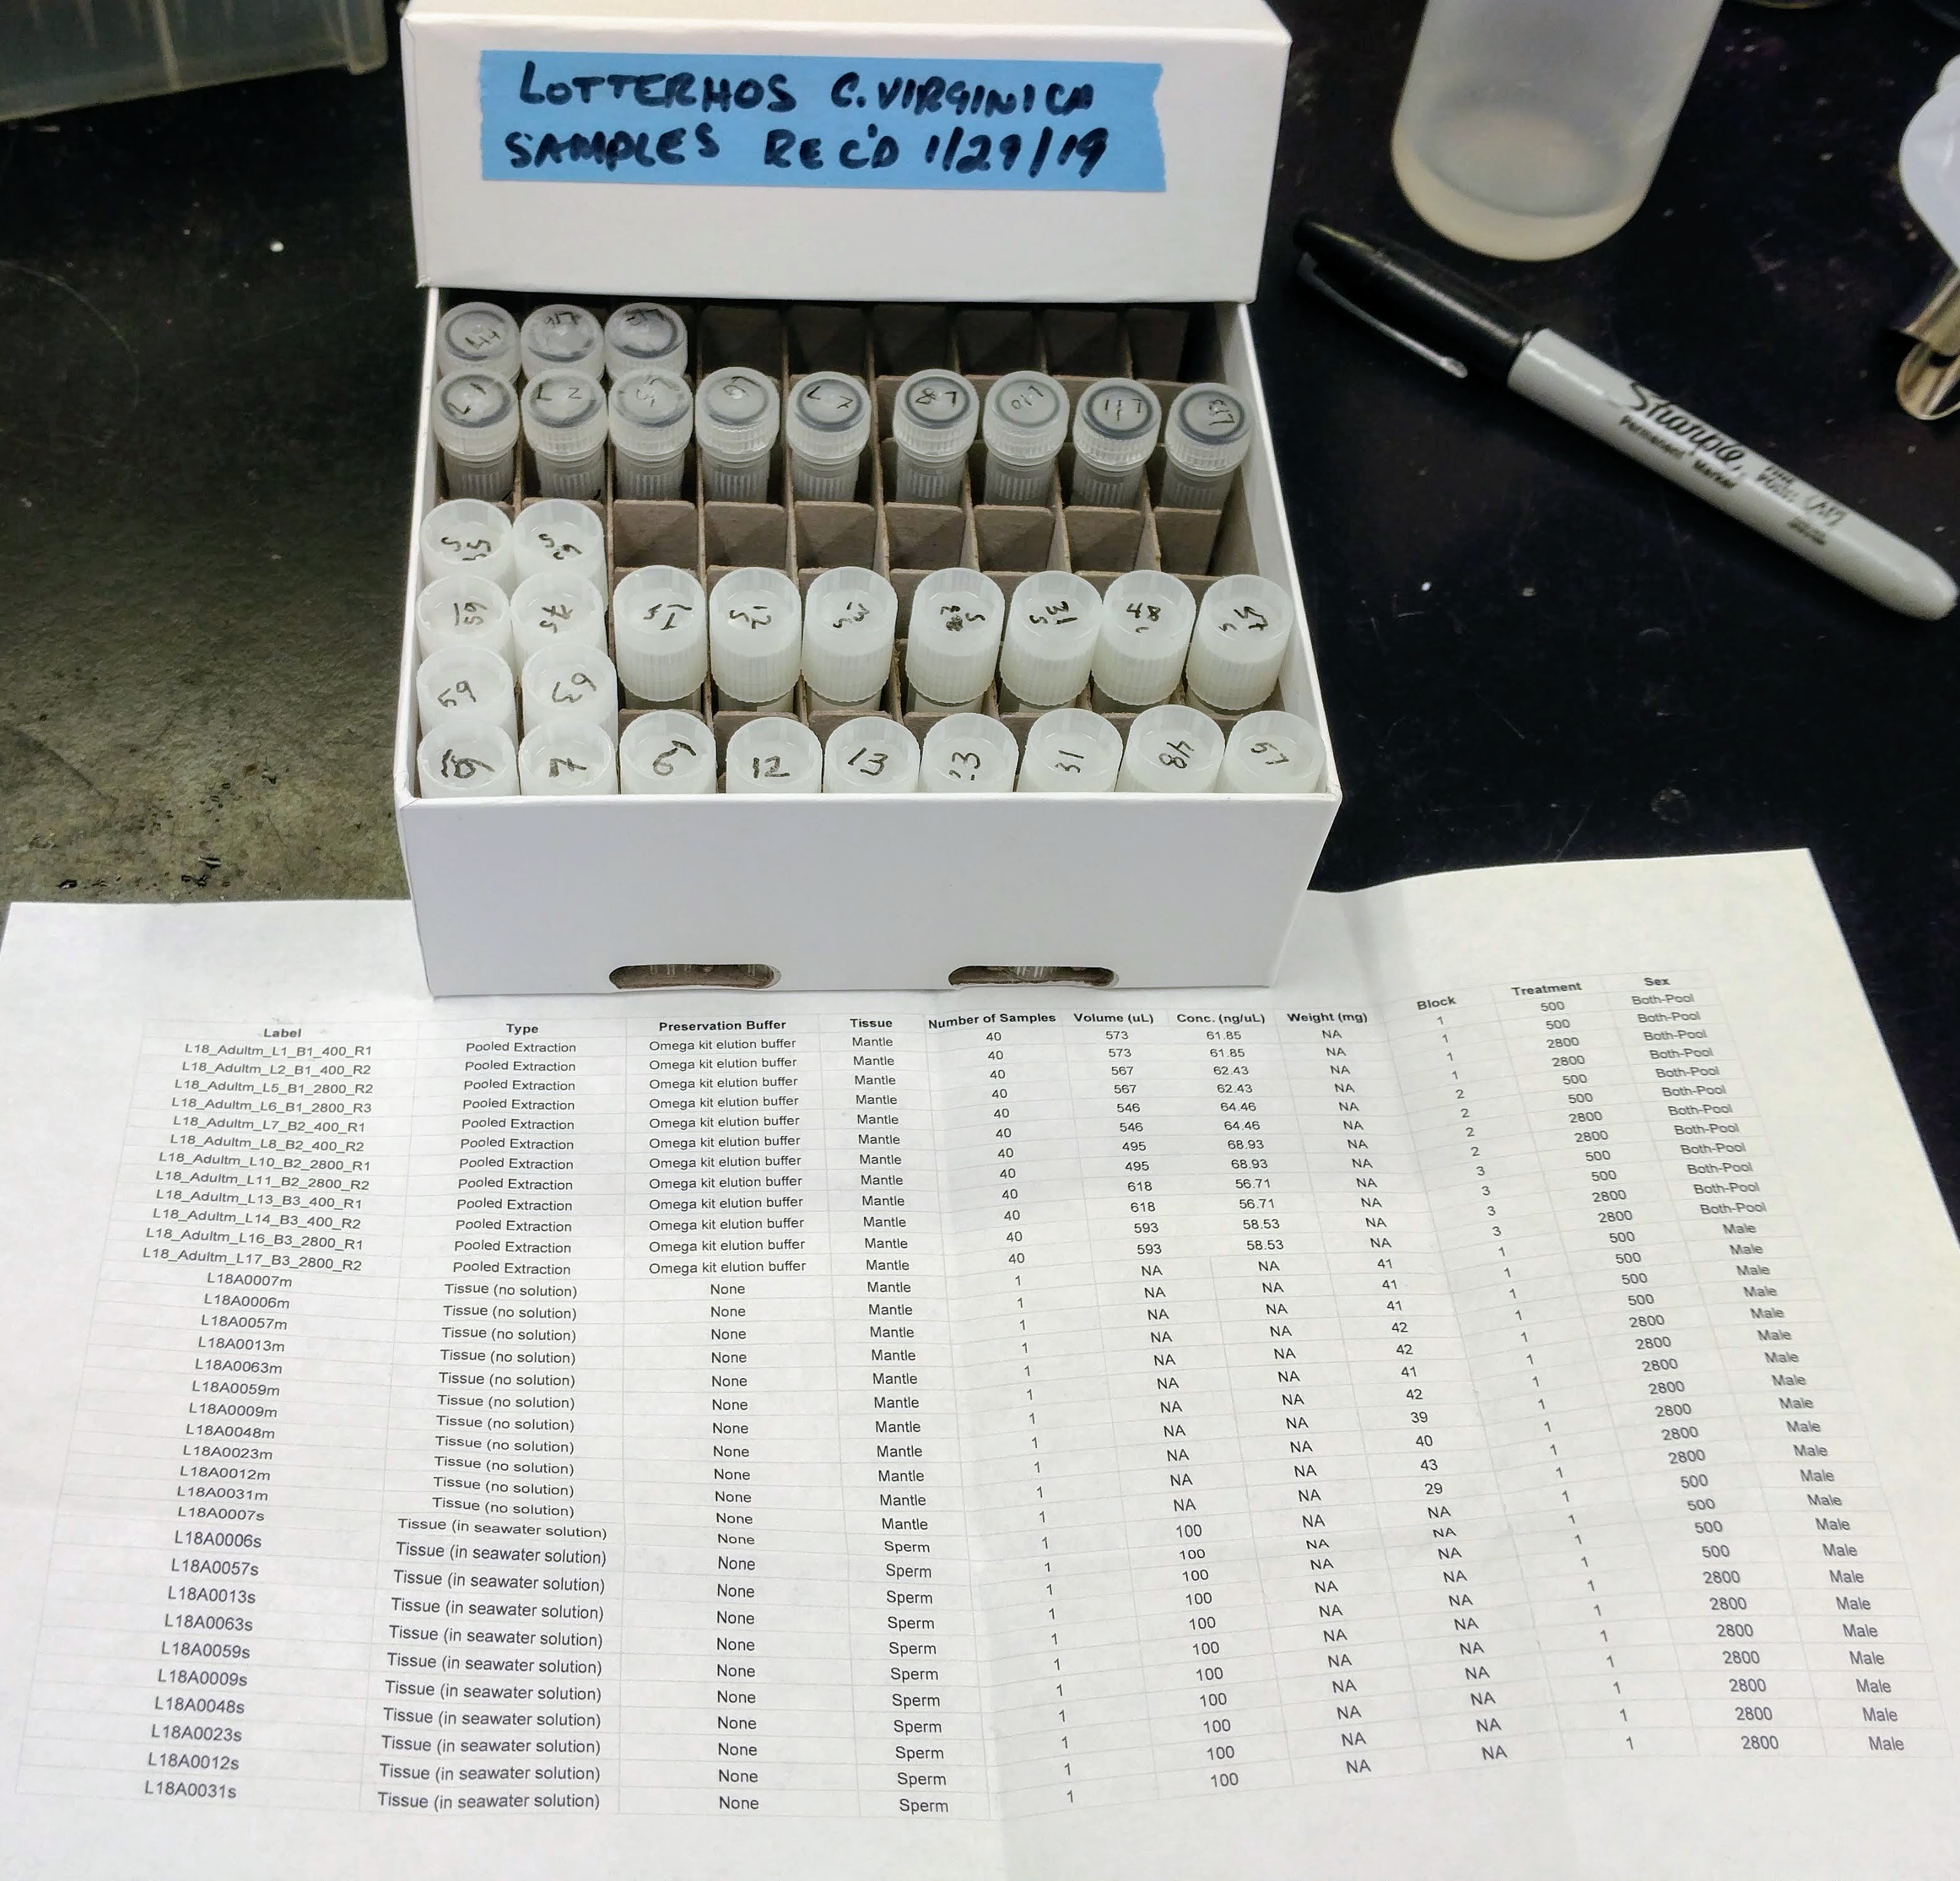 LOTTERHOS C. VIRGINICA
SAMPLES REC'D 1/29/19
L2 L7 L8 L10 L11 L13
59 63
7 12 13 23 31 48 57
Sharpie
Permanent Marker
Label Type Preservation Buffer Tissue Number of Samples Volume (uL) Conc. (ng/uL) Weight (mg) Block Treatment Sex
L18_Adultm_L1_B1_400_R1 Pooled Extraction Omega kit elution buffer Mantle 40 573 61.85 NA 1 500 Both-Pool
L18_Adultm_L2_B1_400_R2 Pooled Extraction Omega kit elution buffer Mantle 40 573 61.85 NA 1 500 Both-Pool
L18_Adultm_L5_B1_2800_R2 Pooled Extraction Omega kit elution buffer Mantle 40 567 62.43 NA 1 2800 Both-Pool
L18_Adultm_L6_B1_2800_R3 Pooled Extraction Omega kit elution buffer Mantle 40 567 62.43 NA 1 2800 Both-Pool
L18_Adultm_L7_B2_400_R1 Pooled Extraction Omega kit elution buffer Mantle 40 546 64.46 NA 2 500 Both-Pool
L18_Adultm_L8_B2_400_R2 Pooled Extraction Omega kit elution buffer Mantle 40 546 64.46 NA 2 500 Both-Pool
L18_Adultm_L10_B2_2800_R1 Pooled Extraction Omega kit elution buffer Mantle 40 495 68.93 NA 2 2800 Both-Pool
L18_Adultm_L11_B2_2800_R2 Pooled Extraction Omega kit elution buffer Mantle 40 495 68.93 NA 2 2800 Both-Pool
L18_Adultm_L13_B3_400_R1 Pooled Extraction Omega kit elution buffer Mantle 40 618 56.71 NA 3 500 Both-Pool
L18_Adultm_L14_B3_400_R2 Pooled Extraction Omega kit elution buffer Mantle 40 618 56.71 NA 3 500 Both-Pool
L18_Adultm_L16_B3_2800_R1 Pooled Extraction Omega kit elution buffer Mantle 40 593 58.53 NA 3 2800 Both-Pool
L18_Adultm_L17_B3_2800_R2 Pooled Extraction Omega kit elution buffer Mantle 40 593 58.53 NA 3 2800 Both-Pool
L18A0007m Tissue (no solution) None Mantle 1 NA NA 41 1 500 Male
L18A0006m Tissue (no solution) None Mantle 1 NA NA 41 1 500 Male
L18A0057m Tissue (no solution) None Mantle 1 NA NA 41 1 500 Male
L18A0013m Tissue (no solution) None Mantle 1 NA NA 42 1 500 Male
L18A0063m Tissue (no solution) None Mantle 1 NA NA 42 1 2800 Male
L18A0059m Tissue (no solution) None Mantle 1 NA NA 41 1 2800 Male
L18A0009m Tissue (no solution) None Mantle 1 NA NA 42 1 2800 Male
L18A0048m Tissue (no solution) None Mantle 1 NA NA 39 1 2800 Male
L18A0023m Tissue (no solution) None Mantle 1 NA NA 40 1 2800 Male
L18A0012m Tissue (no solution) None Mantle 1 NA NA 43 1 2800 Male
L18A0031m Tissue (no solution) None Mantle 1 NA NA 29 1 2800 Male
L18A0007s Tissue (in seawater solution) None Sperm 1 100 NA NA 1 500 Male
L18A0006s Tissue (in seawater solution) None Sperm 1 100 NA NA 1 500 Male
L18A0057s Tissue (in seawater solution) None Sperm 1 100 NA NA 1 500 Male
L18A0013s Tissue (in seawater solution) None Sperm 1 100 NA NA 1 500 Male
L18A0063s Tissue (in seawater solution) None Sperm 1 100 NA NA 1 2800 Male
L18A0059s Tissue (in seawater solution) None Sperm 1 100 NA NA 1 2800 Male
L18A0009s Tissue (in seawater solution) None Sperm 1 100 NA NA 1 2800 Male
L18A0048s Tissue (in seawater solution) None Sperm 1 100 NA NA 1 2800 Male
L18A0023s Tissue (in seawater solution) None Sperm 1 100 NA NA 1 2800 Male
L18A0012s Tissue (in seawater solution) None Sperm 1 100 NA NA 1 2800 Male
L18A0031s Tissue (in seawater solution) None Sperm 1 100 NA NA 1 2800 Male